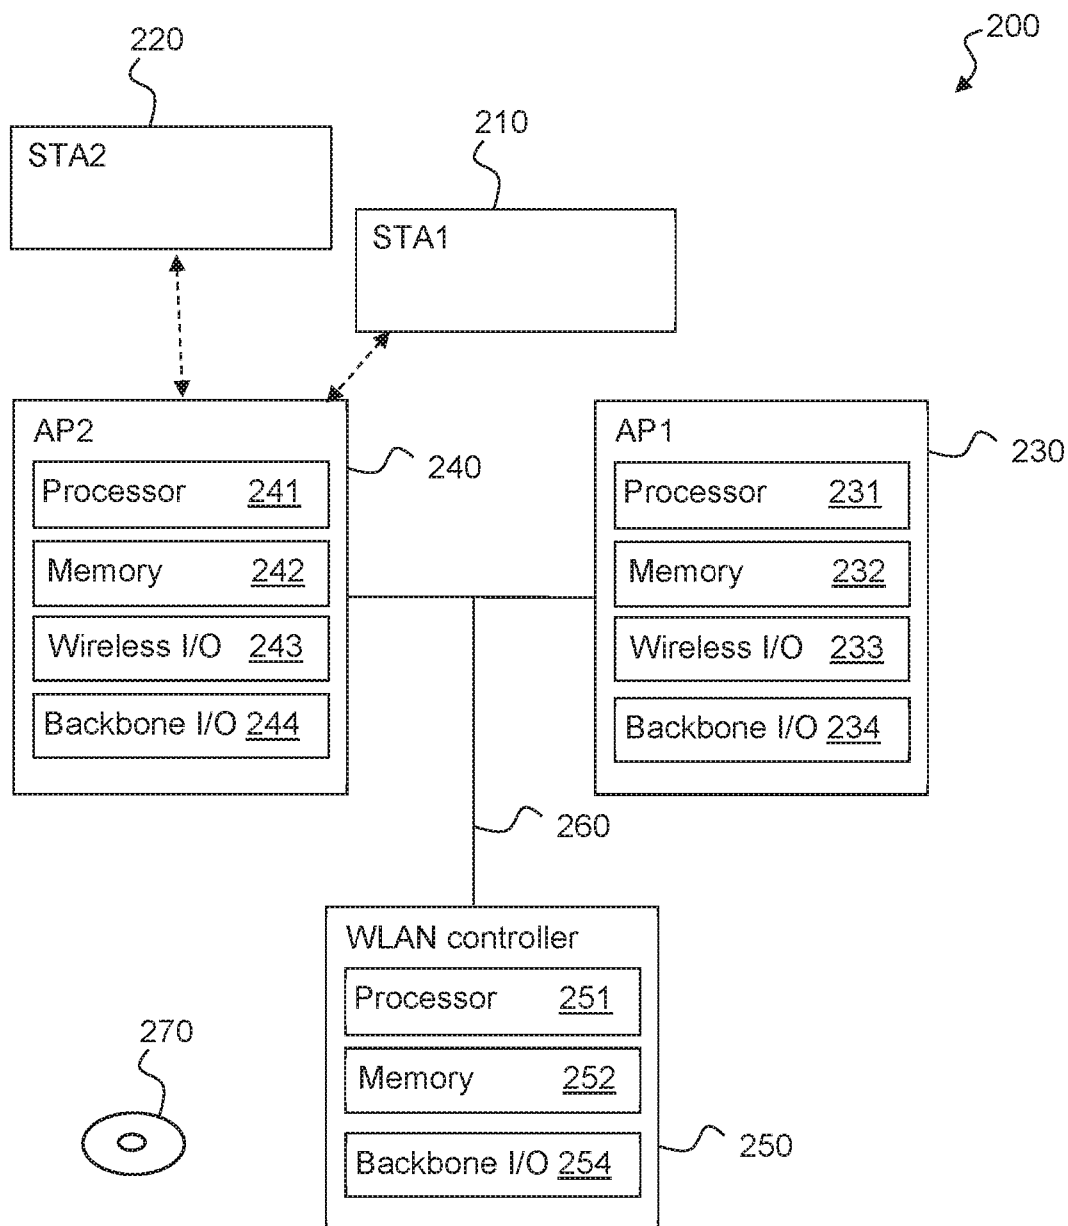 200
220
210
STA2
STA1
AP2
240
Processor 241
Memory 242
Wireless I/O 243
Backbone I/O 244
AP1
230
Processor 231
Memory 232
Wireless I/O 233
Backbone I/O 234
260
WLAN controller
Processor 251
Memory 252
Backbone I/O 254
250
270